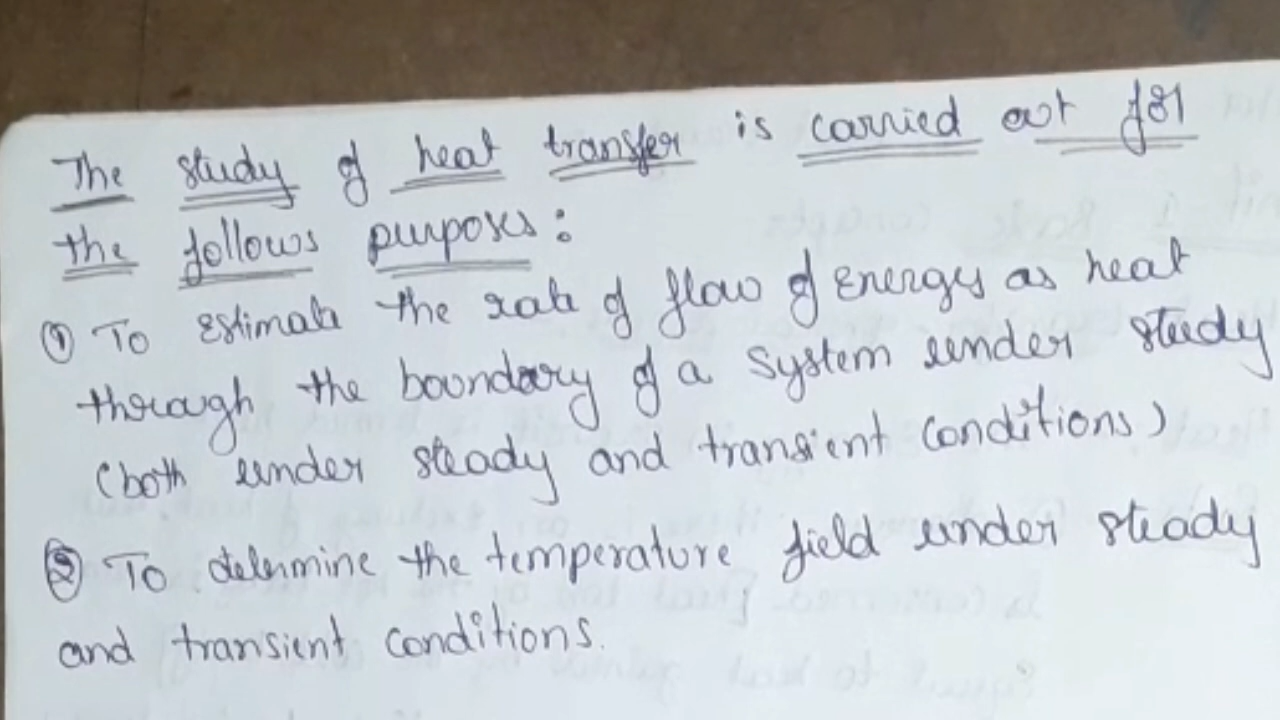 The study of heat transfer is carried out for
the follows purposes:
① To Estimate the rate of flow of Energy as heat
through the boundary of a system under study
(both under steady and transient conditions)
② To determine the temperature field under steady
and transient conditions.